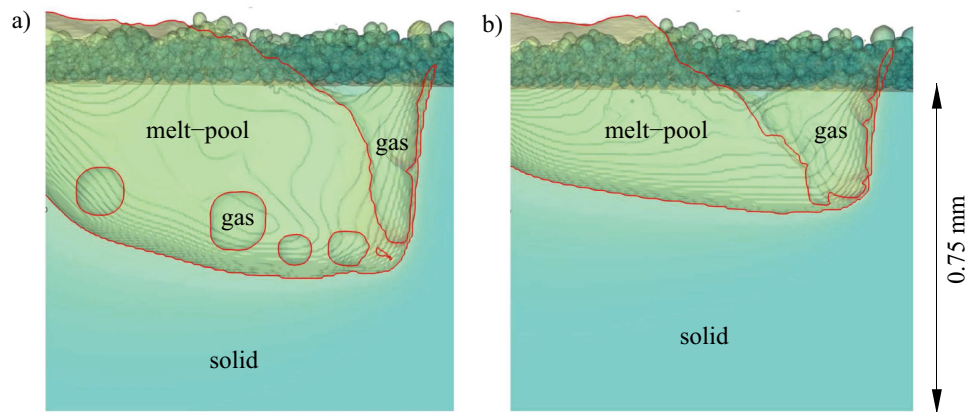 a)
melt−pool
gas
gas
solid
b)
melt−pool
gas
solid
0.75 mm